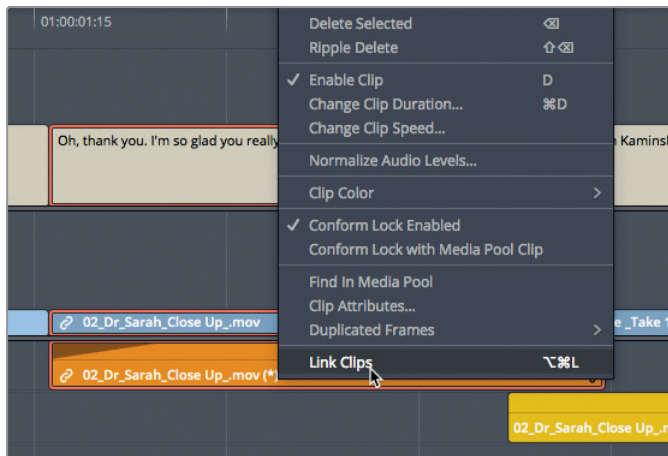 01:00:01:15
Delete Selected ⌫
Ripple Delete ⇧⌫
✓ Enable Clip D
Change Clip Duration... ⌘D
Change Clip Speed...
Oh, thank you. I'm so glad you really
Kaminsk
Normalize Audio Levels...
Clip Color >
✓ Conform Lock Enabled
Conform Lock with Media Pool Clip
Find In Media Pool
Clip Attributes...
02_Dr_Sarah_Close Up_.mov
Duplicated Frames >
e _Take
Link Clips ⌥⌘L
02_Dr_Sarah_Close Up_.mov (*)
02_Dr_Sarah_Close Up_.